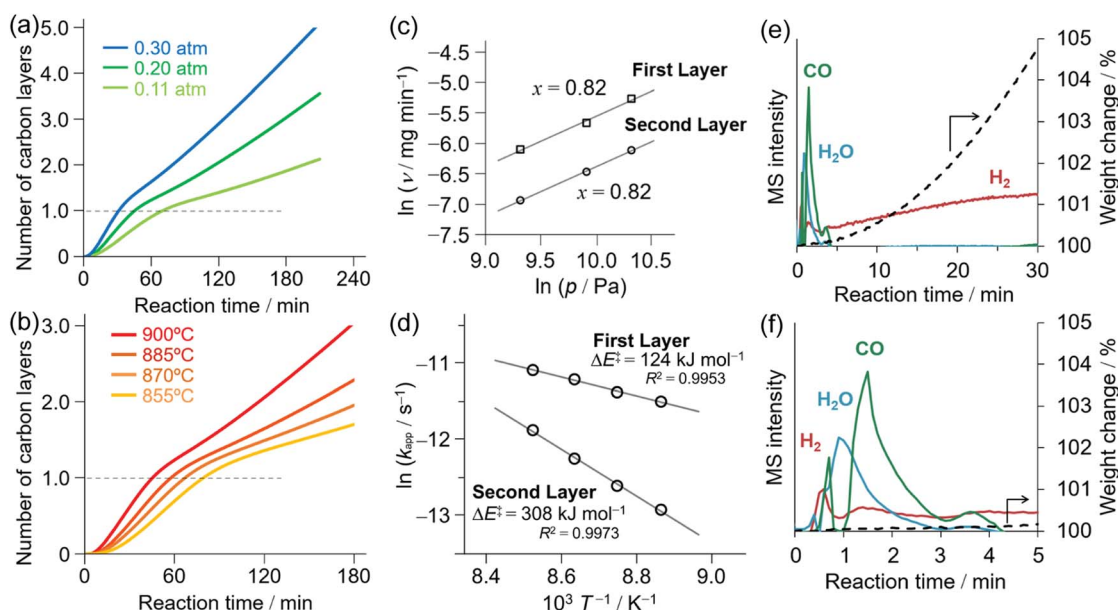 (a)
5.0
4.0
3.0
2.0
1.0
0
0.30 atm
0.20 atm
0.11 atm
Number of carbon layers
0 60 120 180 240
Reaction time / min
(b)
3.0
2.0
1.0
0
900ºC
885ºC
870ºC
855ºC
Number of carbon layers
0 60 120 180
Reaction time / min
(c)
−4.5
−5.0
−5.5
−6.0
−6.5
−7.0
−7.5
ln (v / mg min⁻¹)
First Layer
x = 0.82
Second Layer
x = 0.82
9.0 9.5 10.0 10.5
ln (p / Pa)
(d)
−11
−12
−13
ln (kapp / s⁻¹)
First Layer
ΔE‡ = 124 kJ mol⁻¹
R² = 0.9953
Second Layer
ΔE‡ = 308 kJ mol⁻¹
R² = 0.9973
8.4 8.6 8.8 9.0
10³ T⁻¹ / K⁻¹
(e)
MS intensity
CO
H₂O
H₂
105
104
103
102
101
100
Weight change / %
0 10 20 30
Reaction time / min
(f)
MS intensity
CO
H₂O
H₂
105
104
103
102
101
100
Weight change / %
0 1 2 3 4 5
Reaction time / min